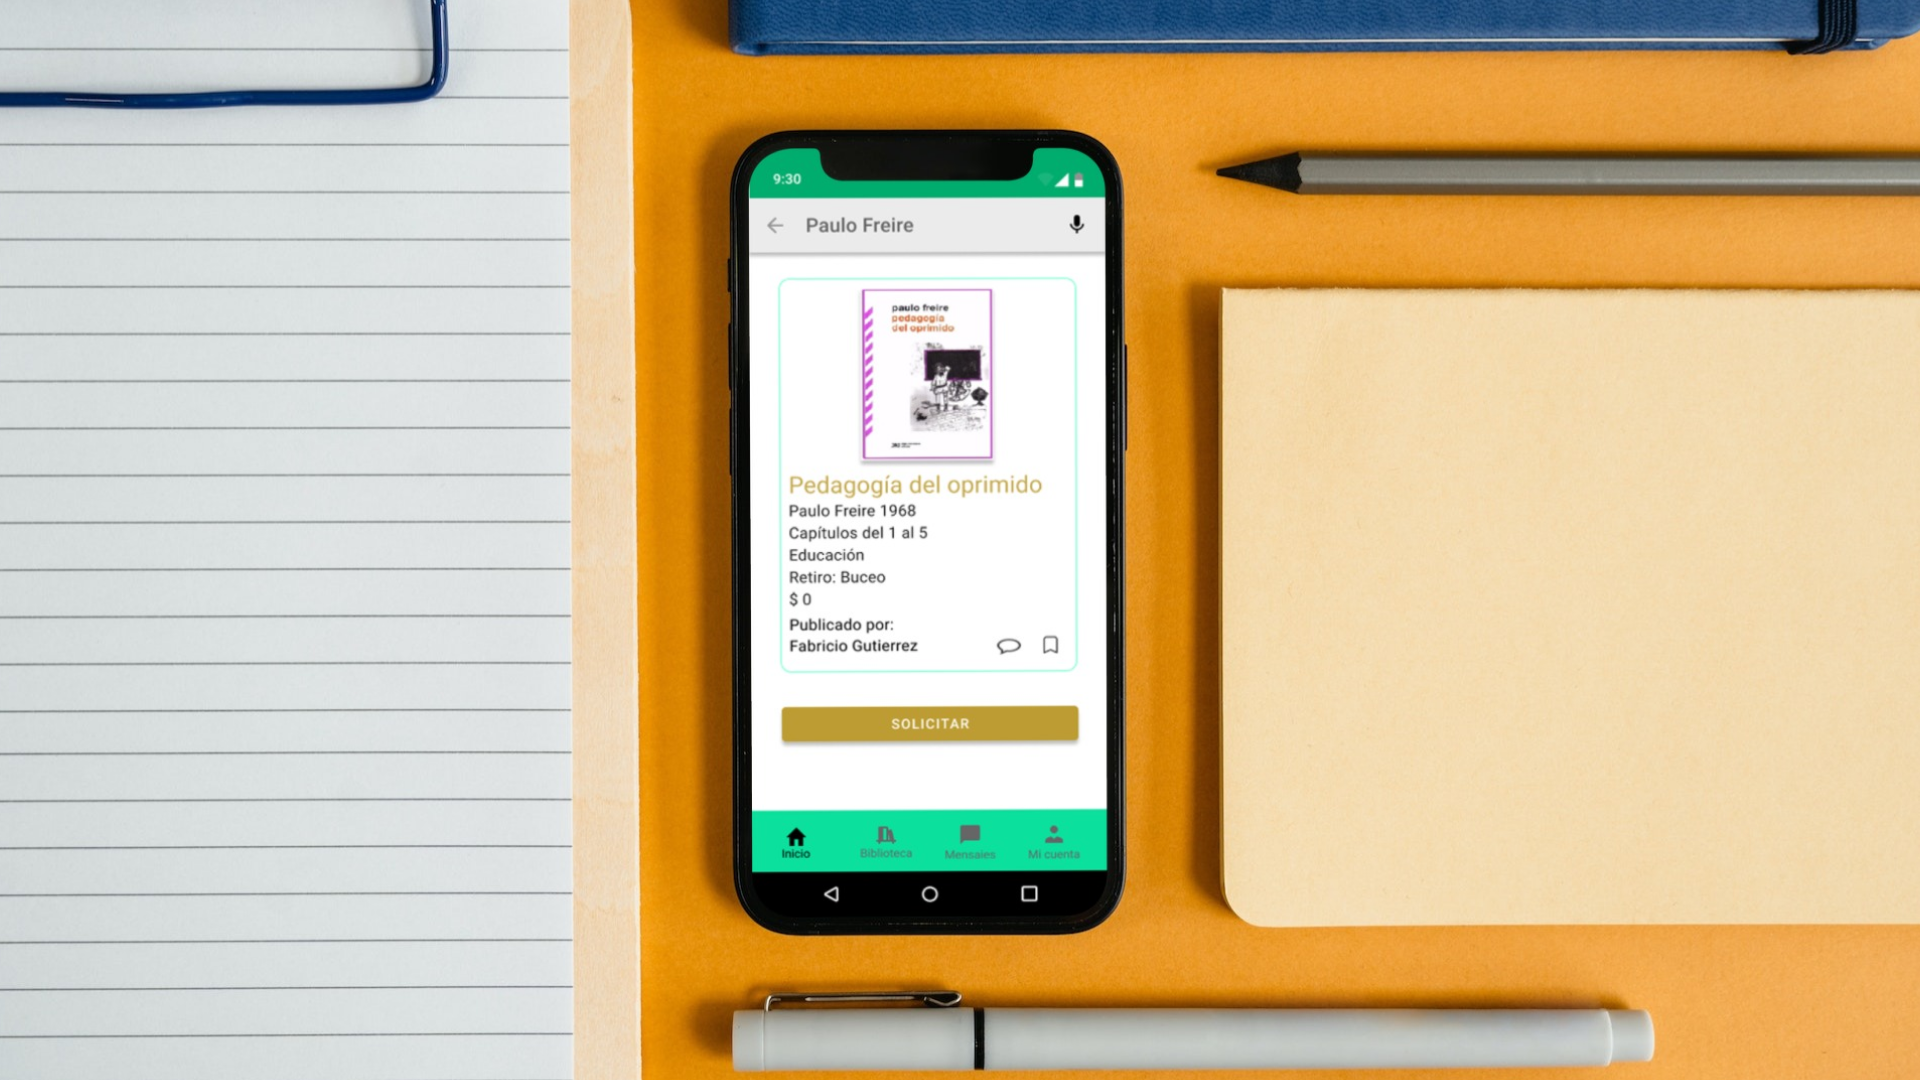 9:30
Paulo Freire
paulo freire
pedagogía
del oprimido
Pedagogía del oprimido
Paulo Freire 1968
Capítulos del 1 al 5
Educación
Retiro: Buceo
$ 0
Publicado por:
Fabricio Gutierrez
SOLICITAR
Inicio
Biblioteca
Mensajes
Mi cuenta